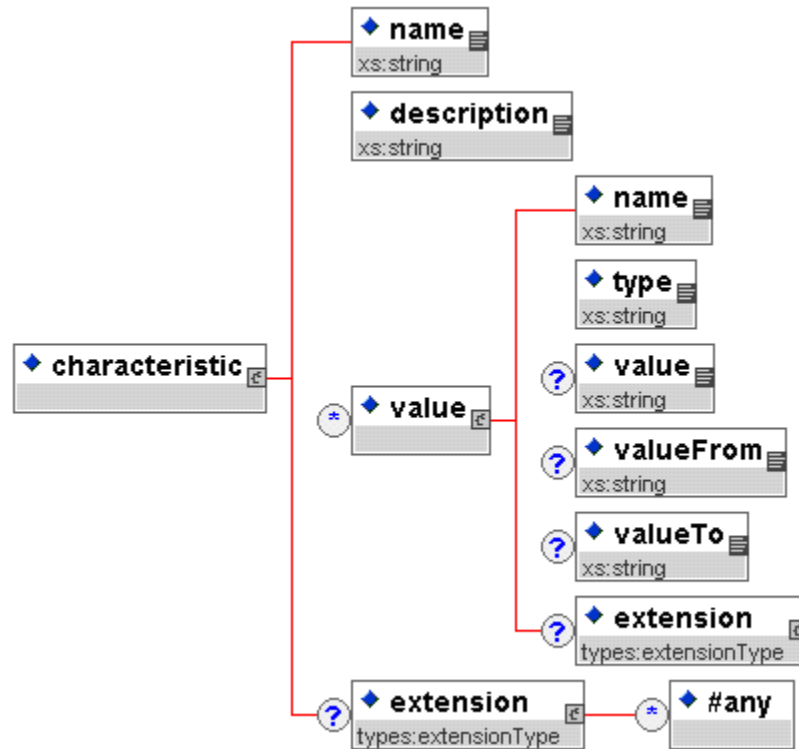 name
xs:string
description
xs:string
name
xs:string
type
xs:string
characteristic
? value
xs:string
* value
? valueFrom
xs:string
? valueTo
xs:string
? extension
types:extensionType
? extension
types:extensionType
* #any